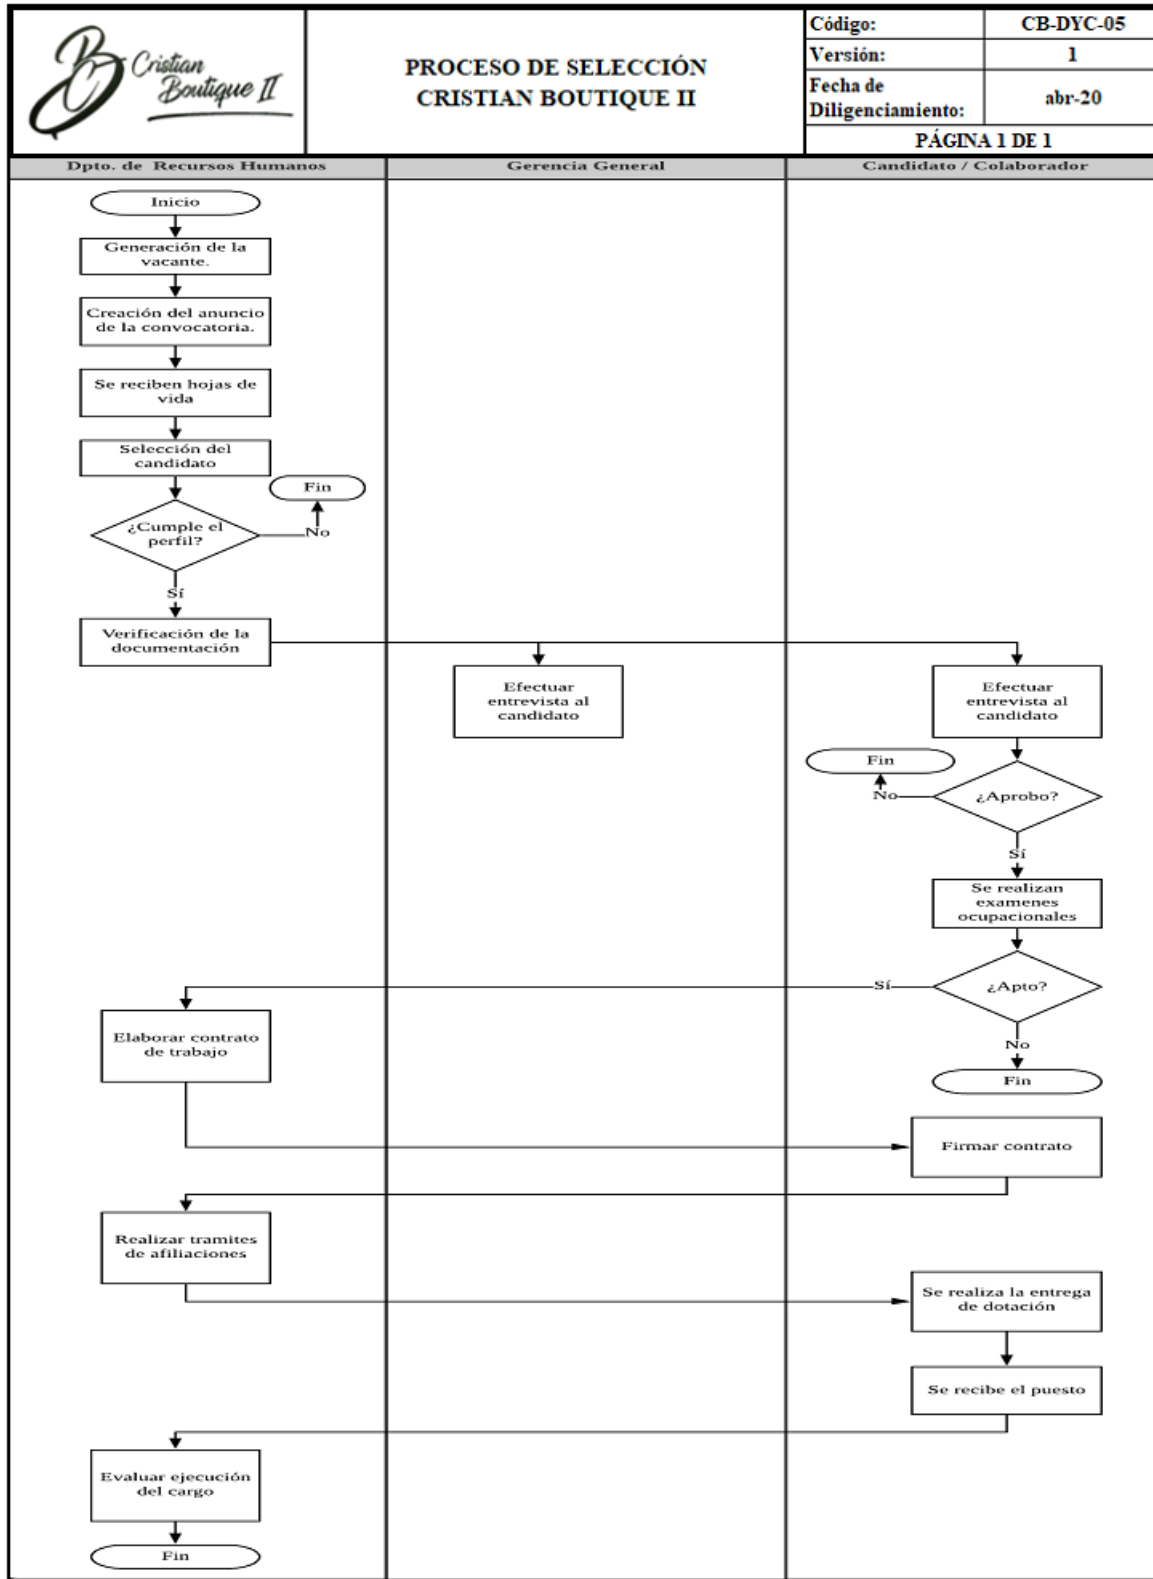 Cristian
Boutique II
PROCESO DE SELECCIÓN
CRISTIAN BOUTIQUE II
Código:
CB-DYC-05
Versión:
1
Fecha de
Diligenciamiento:
abr-20
PÁGINA 1 DE 1
Dpto. de Recursos Humanos
Gerencia General
Candidato / Colaborador
Inicio
Generación de la
vacante.
Creación del anuncio
de la convocatoria.
Se reciben hojas de
vida
Selección del
candidato
Fin
¿Cumple el
perfil?
No
Sí
Verificación de la
documentación
Efectuar
entrevista al
candidato
Efectuar
entrevista al
candidato
Fin
¿Aprobo?
No
Sí
Se realizan
examenes
ocupacionales
¿Apto?
Sí
No
Fin
Elaborar contrato
de trabajo
Firmar contrato
Realizar tramites
de afiliaciones
Se realiza la entrega
de dotación
Se recibe el puesto
Evaluar ejecución
del cargo
Fin